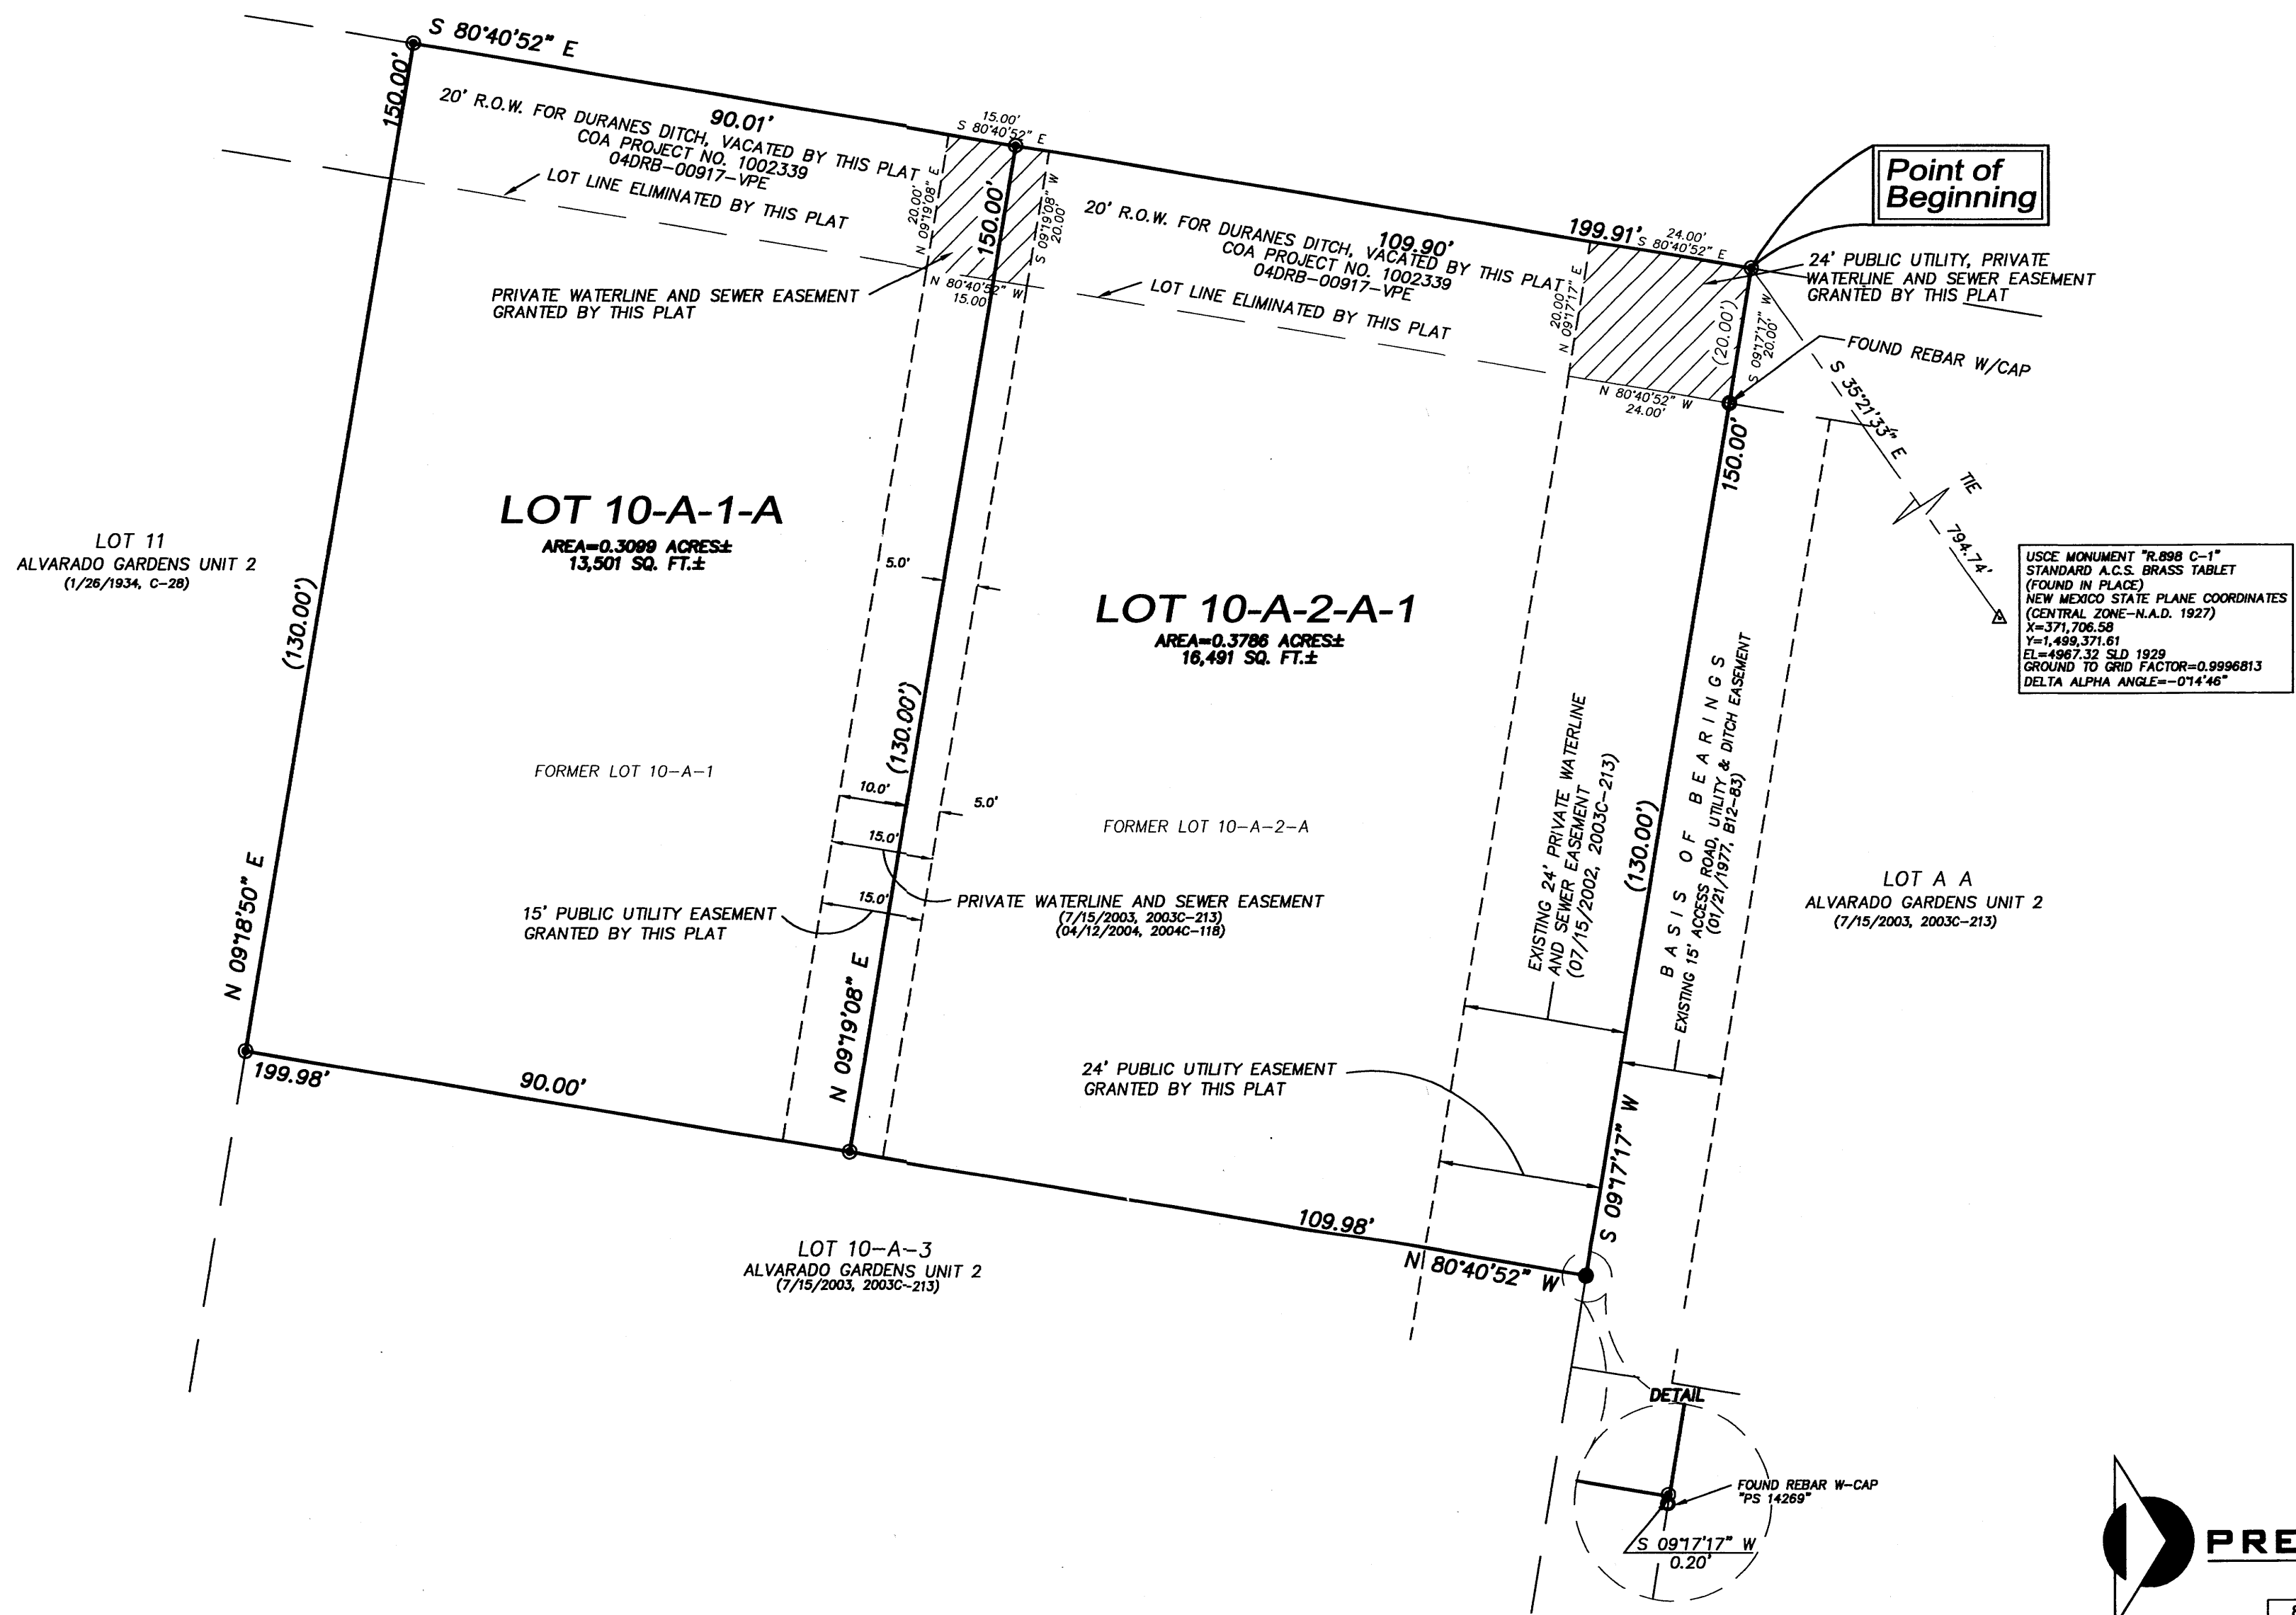 S 80°40'52" E
150.00'
20' R.O.W. FOR DURANES DITCH, VACATED BY THIS PLAT
90.01'
COA PROJECT NO. 1002339
04DRB-00917-VPE
LOT LINE ELIMINATED BY THIS PLAT
15.00'
S 80°40'52" E
20.00'
N 09°19'08" E
150.00'
S 09°19'08" W
20.00'
N 80°40'52" W
15.00'
PRIVATE WATERLINE AND SEWER EASEMENT
GRANTED BY THIS PLAT
20' R.O.W. FOR DURANES DITCH, VACATED BY THIS PLAT
109.90'
COA PROJECT NO. 1002339
04DRB-00917-VPE
LOT LINE ELIMINATED BY THIS PLAT
199.91'
24.00'
S 80°40'52" E
20.00'
N 09°17'17" E
(20.00')
S 09°17'17" W
20.00'
N 80°40'52" W
24.00'
Point of
Beginning
24' PUBLIC UTILITY, PRIVATE
WATERLINE AND SEWER EASEMENT
GRANTED BY THIS PLAT
FOUND REBAR W/CAP
S 35°21'33" E
TIE
794.74'
150.00'
USCE MONUMENT "R.898 C-1"
STANDARD A.C.S. BRASS TABLET
(FOUND IN PLACE)
NEW MEXICO STATE PLANE COORDINATES
(CENTRAL ZONE-N.A.D. 1927)
X=371,706.58
Y=1,499,371.61
EL=4967.32 SLD 1929
GROUND TO GRID FACTOR=0.9996813
DELTA ALPHA ANGLE=-0°14'46"
LOT 11
ALVARADO GARDENS UNIT 2
(1/26/1934, C-28)
(130.00')
LOT 10-A-1-A
AREA=0.3099 ACRES±
13,501 SQ. FT.±
5.0'
LOT 10-A-2-A-1
AREA=0.3786 ACRES±
16,491 SQ. FT.±
(130.00')
FORMER LOT 10-A-1
10.0'
5.0'
15.0'
FORMER LOT 10-A-2-A
15.0'
15' PUBLIC UTILITY EASEMENT
GRANTED BY THIS PLAT
PRIVATE WATERLINE AND SEWER EASEMENT
(7/15/2003, 2003C-213)
(04/12/2004, 2004C-118)
EXISTING 24' PRIVATE WATERLINE
AND SEWER EASEMENT
(07/15/2002, 2003C-213)
(130.00')
BASIS OF BEARINGS
EXISTING 15' ACCESS ROAD, UTILITY & DITCH EASEMENT
(01/21/1977, B12-83)
LOT A A
ALVARADO GARDENS UNIT 2
(7/15/2003, 2003C-213)
N 09°18'50" E
N 09°19'08" E
199.98'
90.00'
24' PUBLIC UTILITY EASEMENT
GRANTED BY THIS PLAT
S 09°17'17" W
109.98'
N 80°40'52" W
LOT 10-A-3
ALVARADO GARDENS UNIT 2
(7/15/2003, 2003C-213)
DETAIL
FOUND REBAR W-CAP
"PS 14269"
S 09°17'17" W
0.20'
PRE